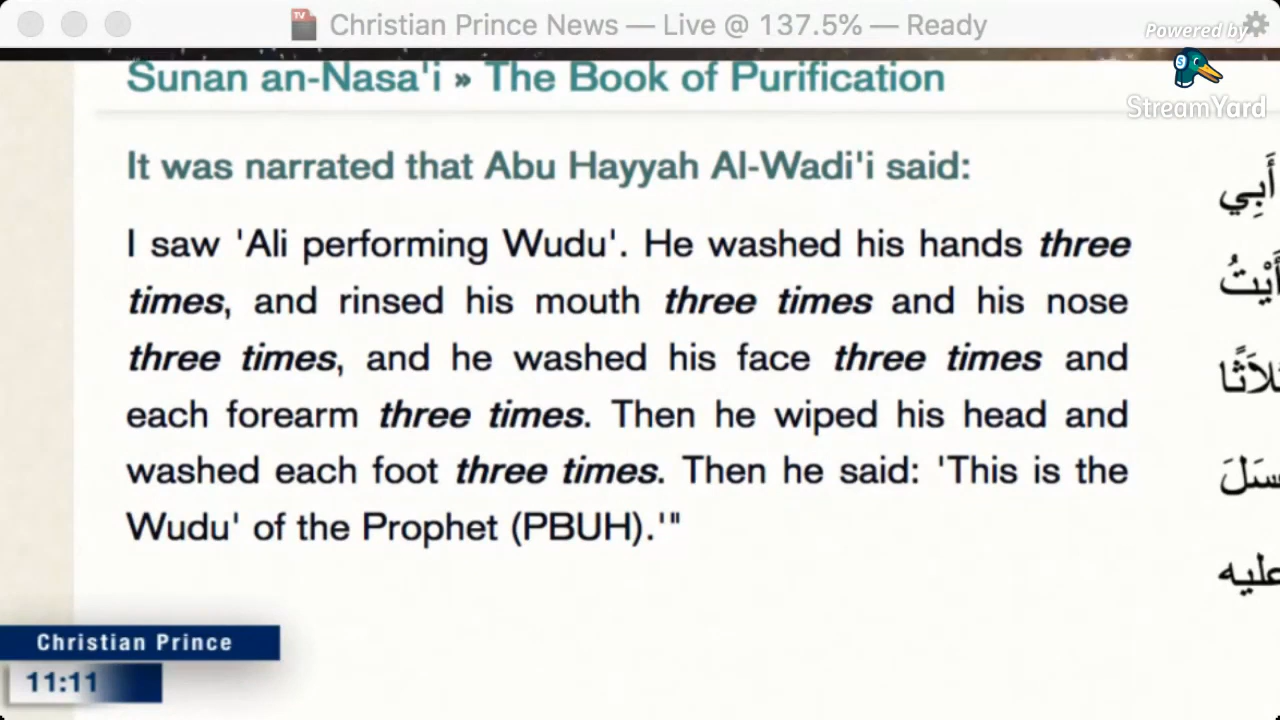 Christian Prince News — Live @ 137.5% — Ready
Powered by
StreamYard
Sunan an-Nasa'i » The Book of Purification
It was narrated that Abu Hayyah Al-Wadi'i said:
I saw 'Ali performing Wudu'. He washed his hands three
times, and rinsed his mouth three times and his nose
three times, and he washed his face three times and
each forearm three times. Then he wiped his head and
washed each foot three times. Then he said: 'This is the
Wudu' of the Prophet (PBUH).'"
أَبِي
عليه
Christian Prince
11:11